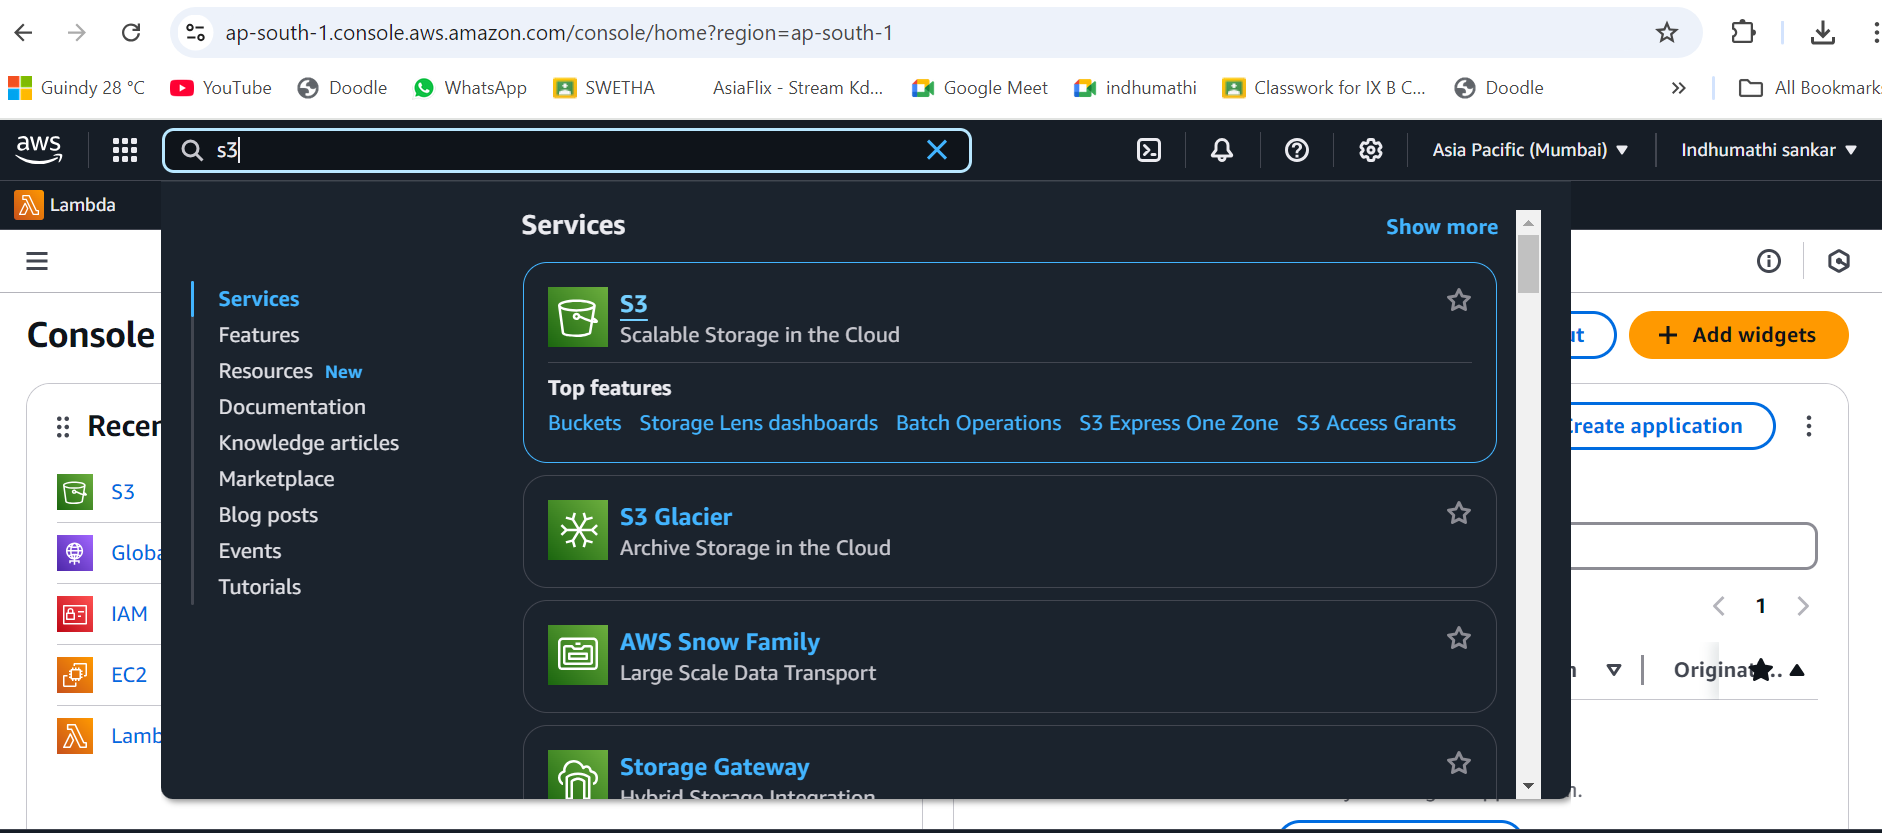 ap-south-1.console.aws.amazon.com/console/home?region=ap-south-1
Guindy 28 °C YouTube Doodle WhatsApp SWETHA AsiaFlix - Stream Kd... Google Meet indhumathi Classwork for IX B C... Doodle » All Bookmark
aws s3 Asia Pacific (Mumbai) Indhumathi sankar
Lambda
Services Show more
Services
Features
Resources New
Documentation
Knowledge articles
Marketplace
Blog posts
Events
Tutorials
S3
Scalable Storage in the Cloud
Top features
Buckets Storage Lens dashboards Batch Operations S3 Express One Zone S3 Access Grants
S3 Glacier
Archive Storage in the Cloud
AWS Snow Family
Large Scale Data Transport
Storage Gateway
Hybrid Storage Integration
Console
+ Add widgets
Recen
S3
Globa
IAM
EC2
Lamb
Create application
1